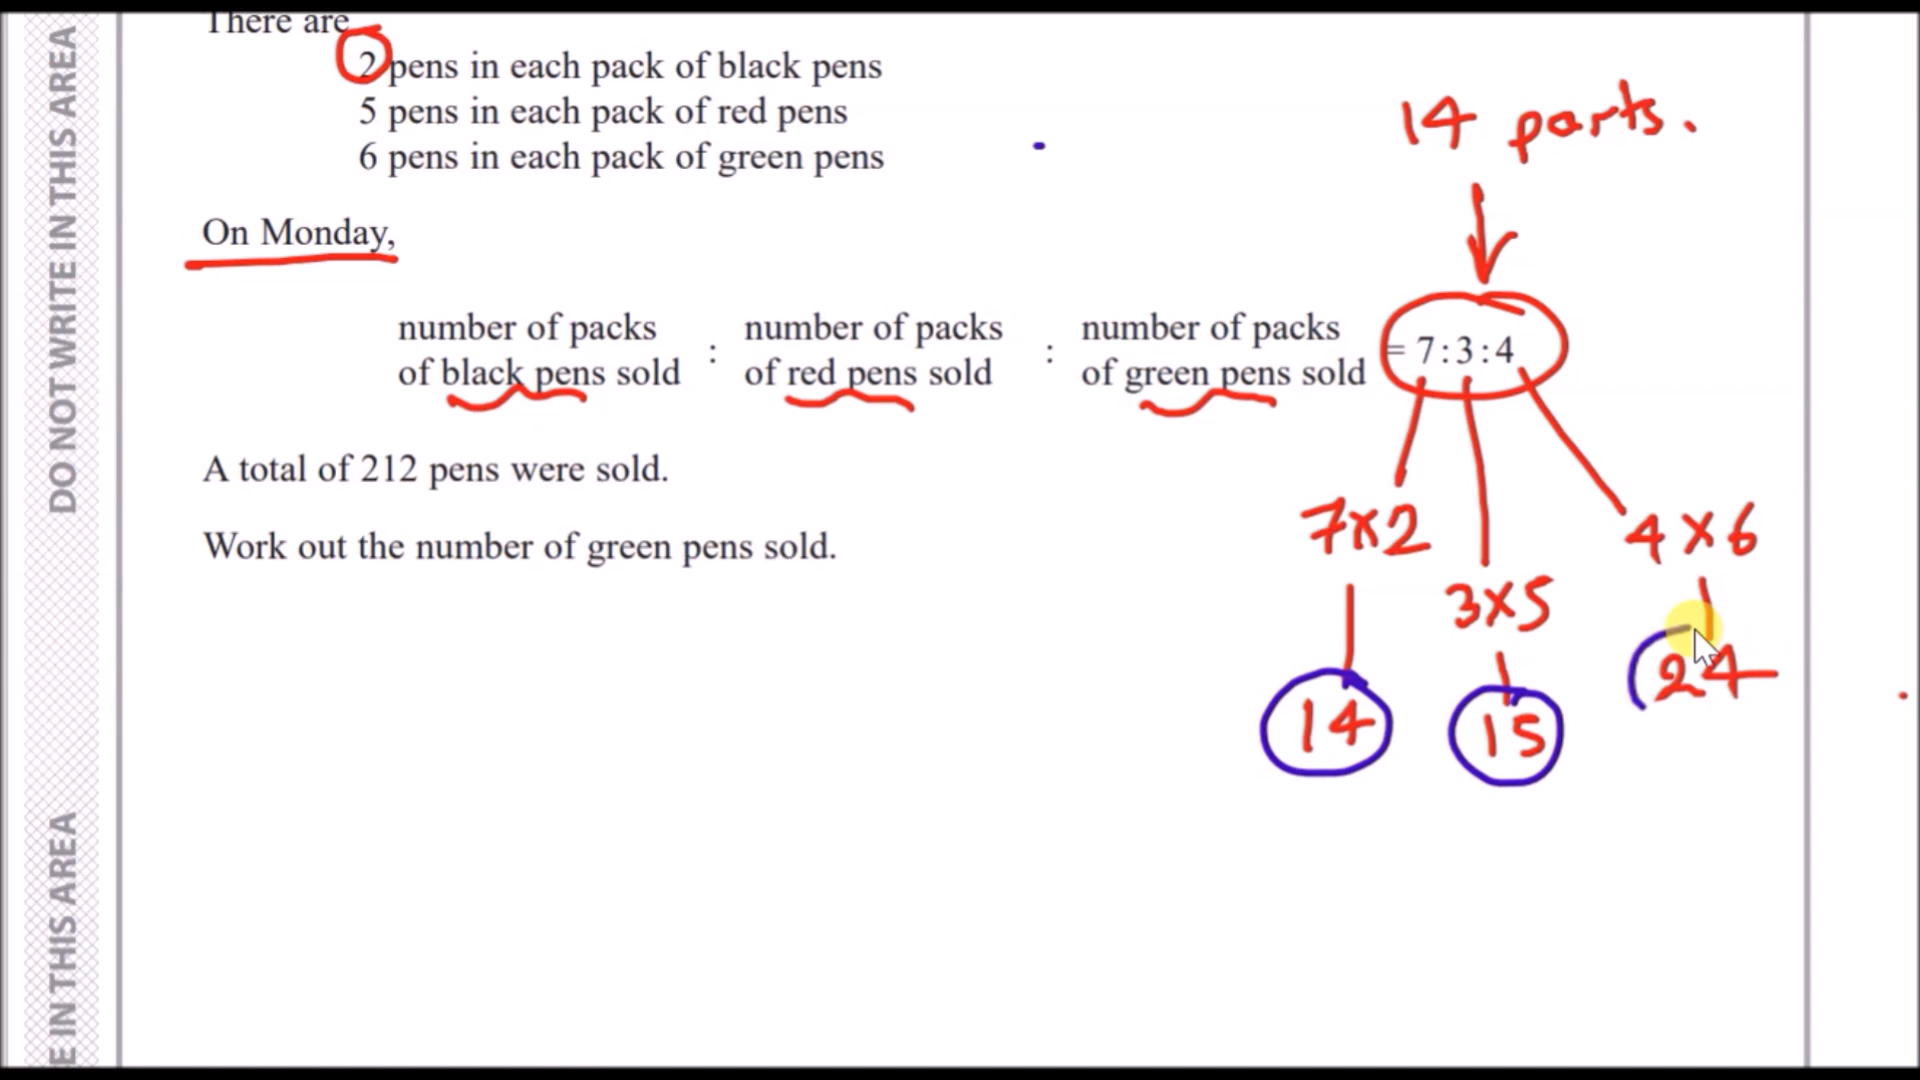 There are
2 pens in each pack of black pens
5 pens in each pack of red pens
6 pens in each pack of green pens
14 parts.
On Monday,
number of packs of black pens sold : number of packs of red pens sold : number of packs of green pens sold = 7 : 3 : 4
A total of 212 pens were sold.
Work out the number of green pens sold.
7x2
3x5
4x6
14
15
24
DO NOT WRITE IN THIS AREA
E IN THIS AREA